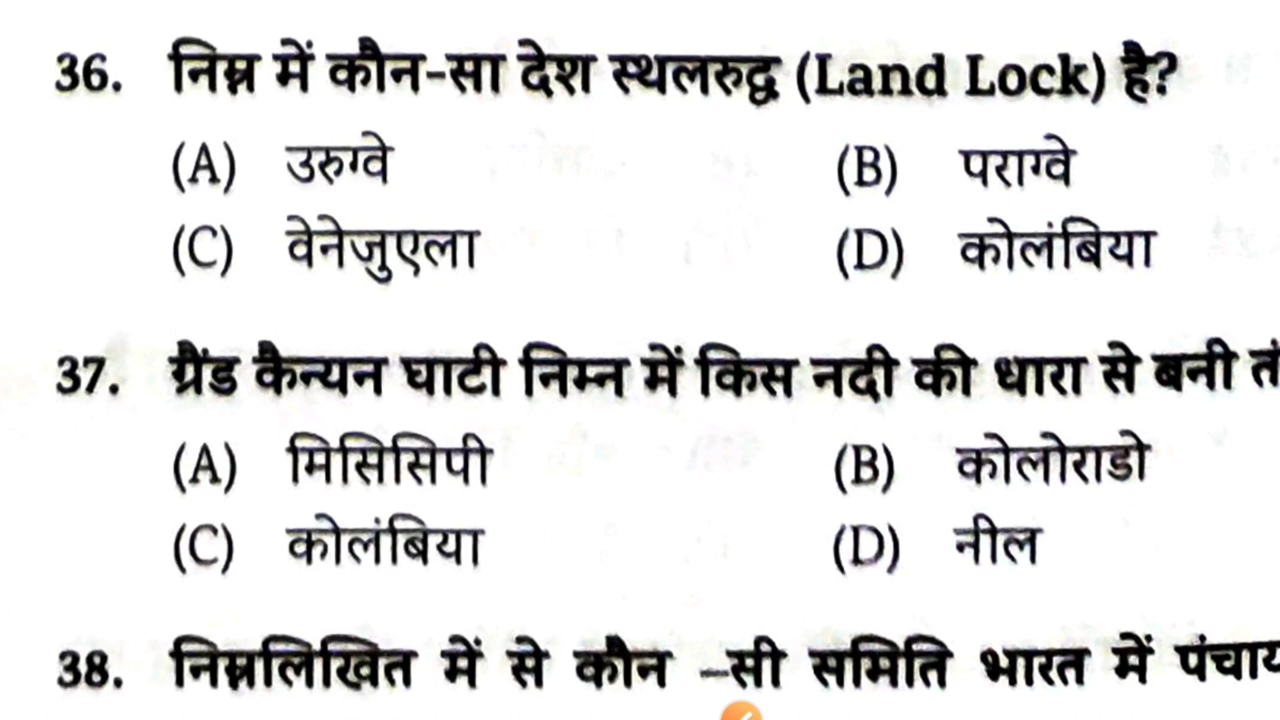 36. निम्न में कौन-सा देश स्थलरुद्ध (Land Lock) है?
(A) उरुग्वे (B) पराग्वे
(C) वेनेजुएला (D) कोलंबिया
37. ग्रैंड कैन्यन घाटी निम्न में किस नदी की धारा से बनी
(A) मिसिसिपी (B) कोलोराडो
(C) कोलंबिया (D) नील
38. निम्नलिखित में से कौन –सी समिति भारत में